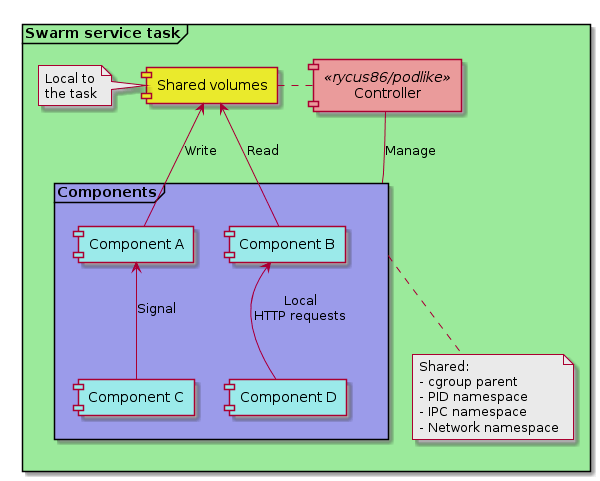 Swarm service task
Local to
the task
Shared volumes
«rycus86/podlike»
Controller
Write
Read
Manage
Components
Component A
Component B
Signal
Local
HTTP requests
Component C
Component D
Shared:
- cgroup parent
- PID namespace
- IPC namespace
- Network namespace